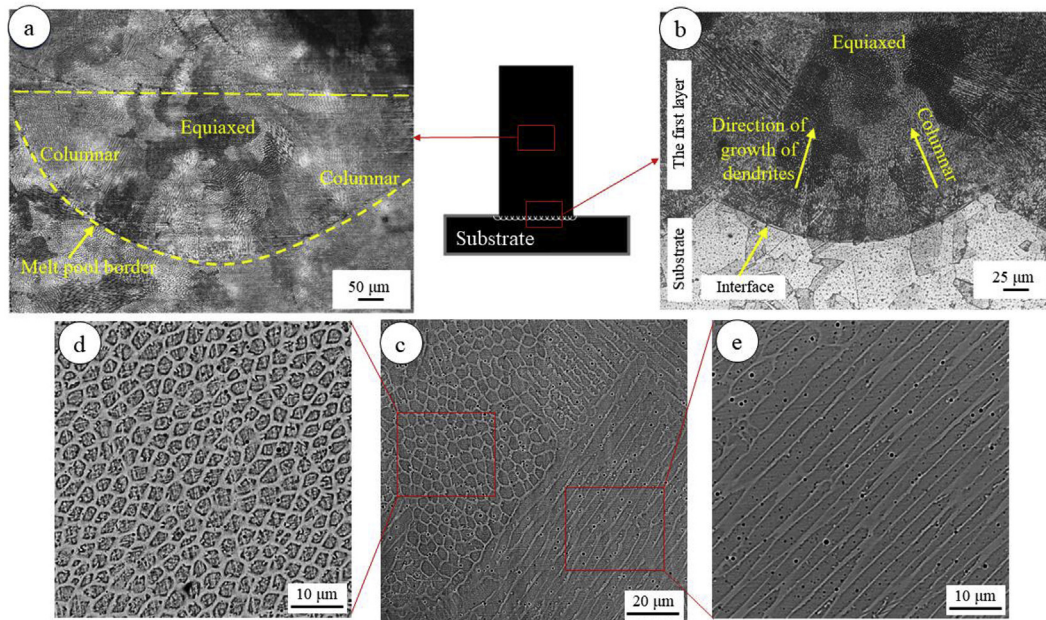 a
Equiaxed
Columnar
Columnar
Melt pool border
50 μm
Substrate
b
Equiaxed
The first layer
Direction of
growth of
dendrites
Columnar
Substrate
Interface
25 μm
d
10 μm
c
20 μm
e
10 μm